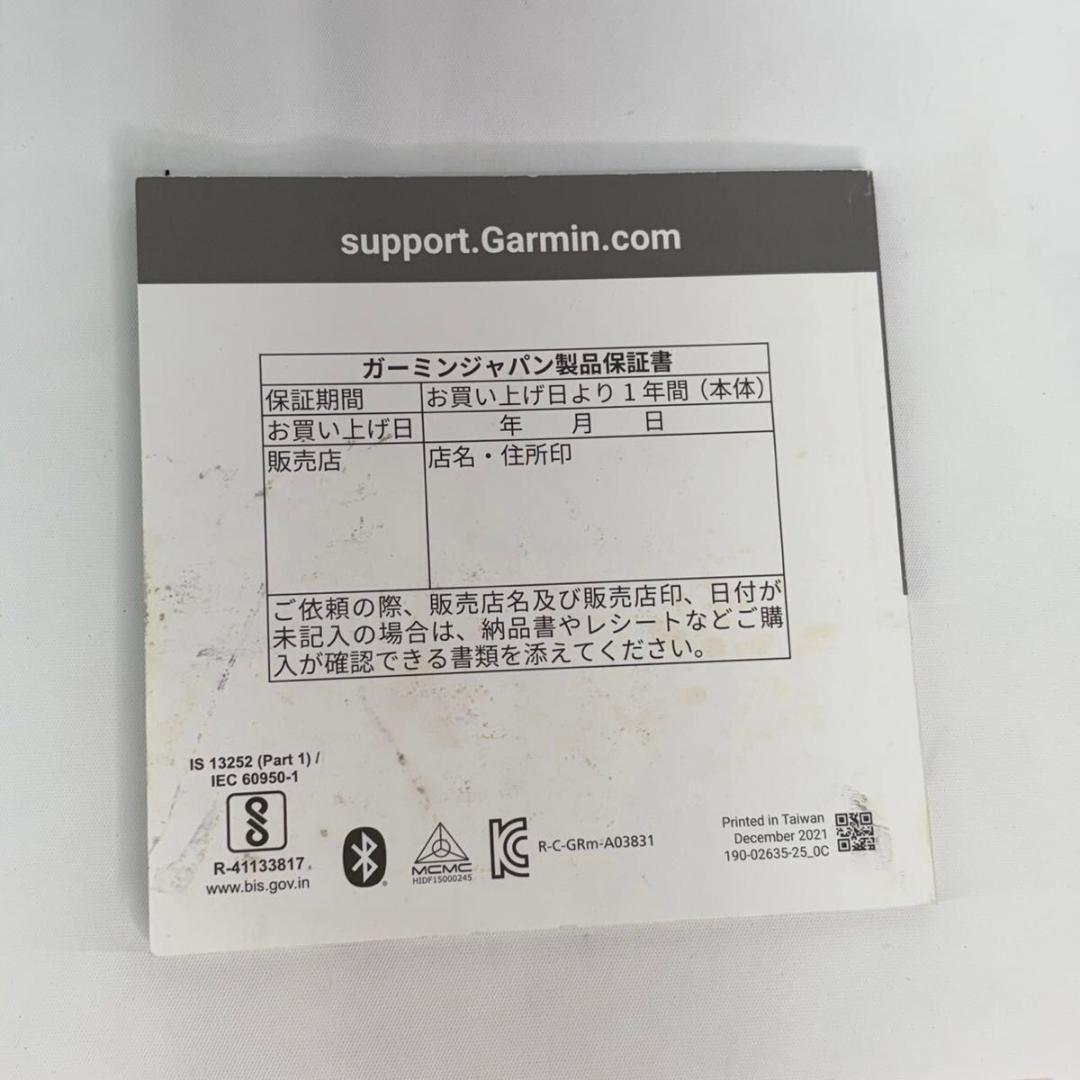 support.Garmin.com
ガーミンジャパン製品保証書
保証期間 お買い上げ日より1年間(本体)
お買い上げ日 年 月 日
販売店 店名・住所印
ご依頼の際、販売店名及び販売店印、日付が
未記入の場合は、納品書やレシートなどご購
入が確認できる書類を添えてください。
IS 13252 (Part 1) /
IEC 60950-1
R-41133817
www.bis.gov.in
MCMC
HIDF15000245
R-C-GRm-A03831
Printed in Taiwan
December 2021
190-02635-25_0C